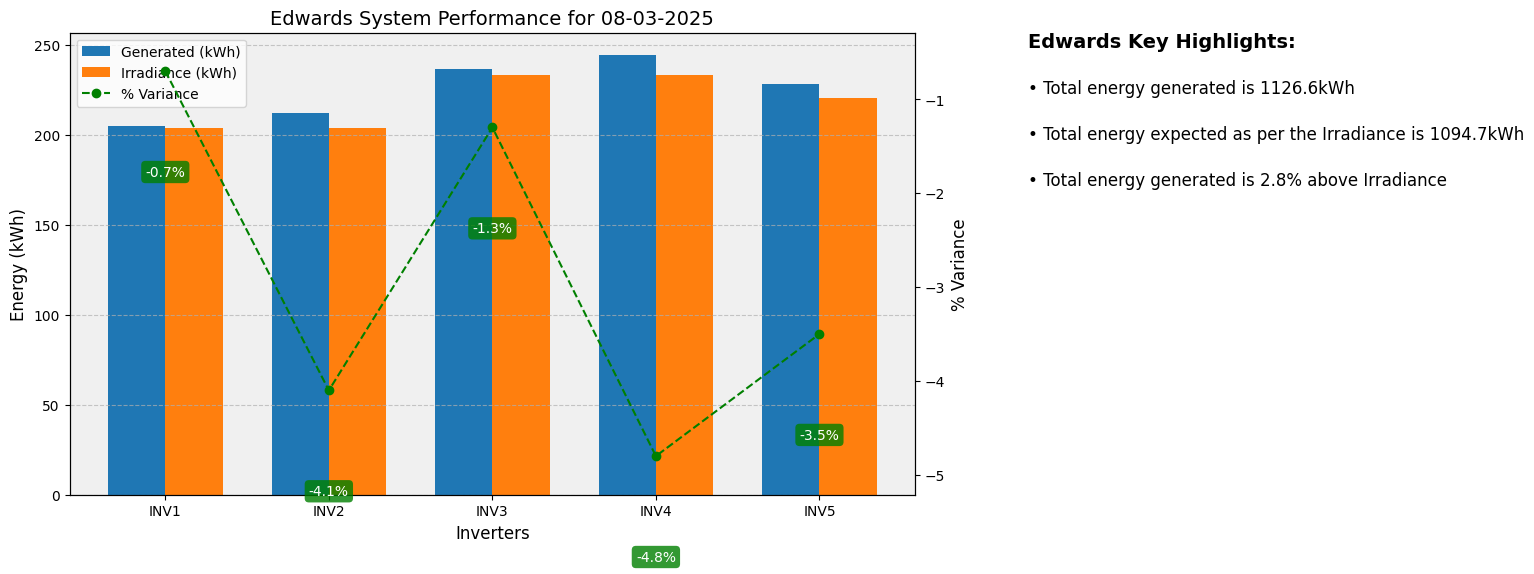 Edwards System Performance for 08-03-2025
Generated (kWh)
Irradiance (kWh)
% Variance
Energy (kWh)
250
200
150
100
50
0
-0.7%
-4.1%
-1.3%
-4.8%
-3.5%
INV1
INV2
INV3
INV4
INV5
Inverters
−1
−2
−3
−4
−5
% Variance
Edwards Key Highlights:
• Total energy generated is 1126.6kWh
• Total energy expected as per the Irradiance is 1094.7kWh
• Total energy generated is 2.8% above Irradiance